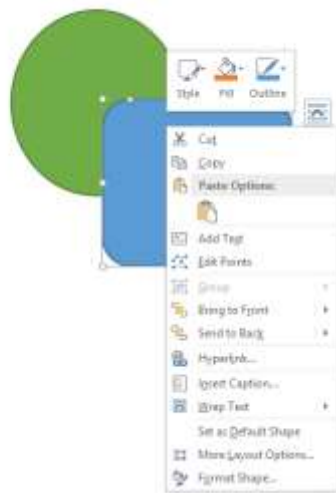 Style Fill Outline
Cut
Copy
Paste Options:
Add Text
Edit Points
Group
Bring to Front
Send to Back
Hyperlink...
Insert Caption...
Wrap Text
Set as Default Shape
More Layout Options...
Format Shape...